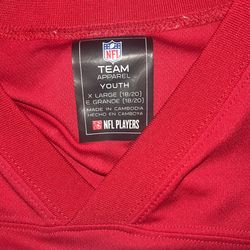 NFL
TEAM
APPAREL
YOUTH
X LARGE (18/20)
E GRANDE (18/20)
MADE IN CAMBODIA
HECHO EN CAMBOYA
NFL PLAYERS